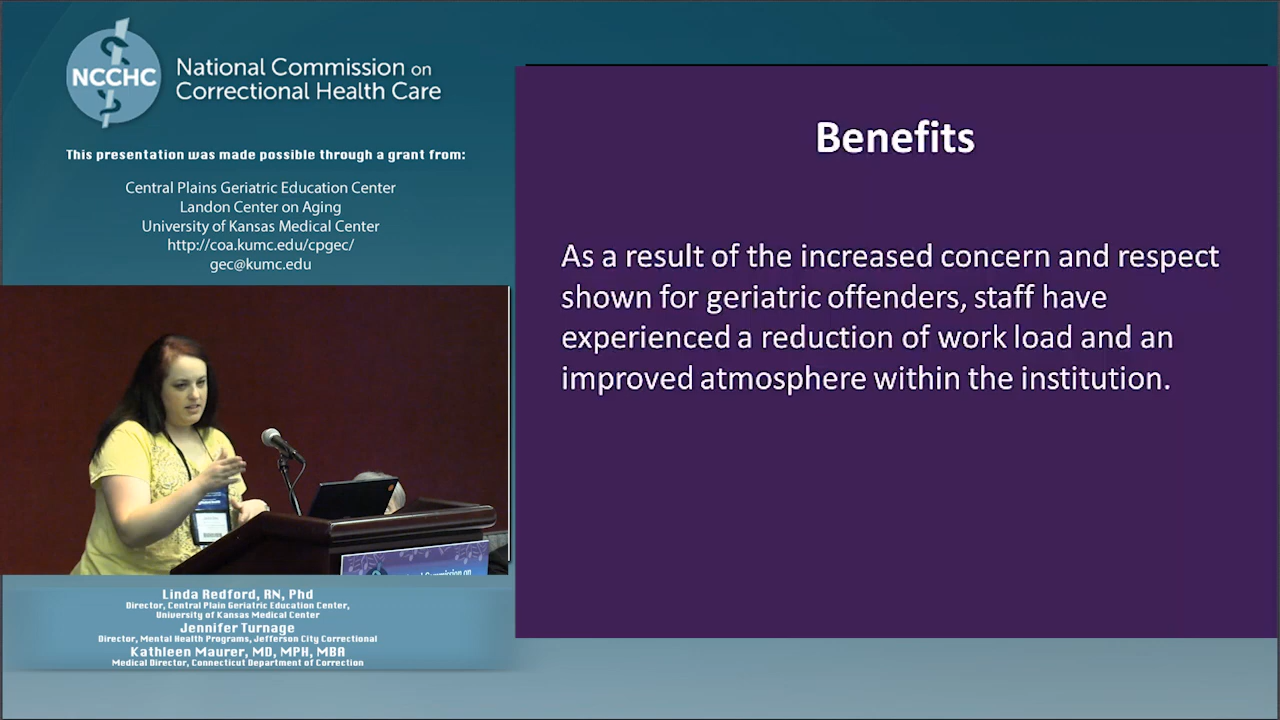 NCCHC
National Commission on
Correctional Health Care
This presentation was made possible through a grant from:
Central Plains Geriatric Education Center
Landon Center on Aging
University of Kansas Medical Center
http://coa.kumc.edu/cpgec/
gec@kumc.edu
Benefits
As a result of the increased concern and respect
shown for geriatric offenders, staff have
experienced a reduction of work load and an
improved atmosphere within the institution.
Linda Redford, RN, Phd
Director, Central Plain Geriatric Education Center,
University of Kansas Medical Center
Jennifer Turnage
Director, Mental Health Programs, Jefferson City Correctional
Kathleen Maurer, MD, MPH, MBA
Medical Director, Connecticut Department of Correction